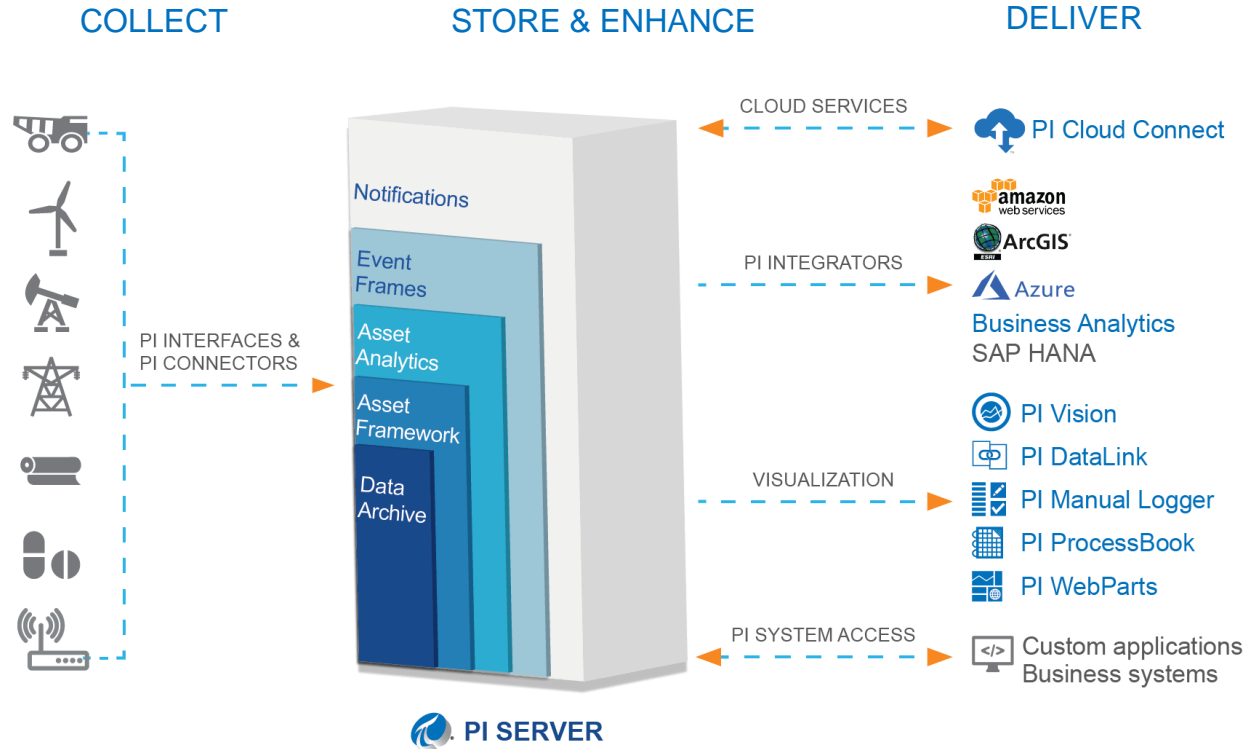 COLLECT
STORE & ENHANCE
DELIVER
PI INTERFACES &
PI CONNECTORS
Notifications
Event
Frames
Asset
Analytics
Asset
Framework
Data
Archive
PI SERVER
CLOUD SERVICES
PI Cloud Connect
PI INTEGRATORS
amazon
web services
ESRI
ArcGIS
Azure
Business Analytics
SAP HANA
VISUALIZATION
PI Vision
PI DataLink
PI Manual Logger
PI ProcessBook
PI WebParts
PI SYSTEM ACCESS
</>
Custom applications
Business systems